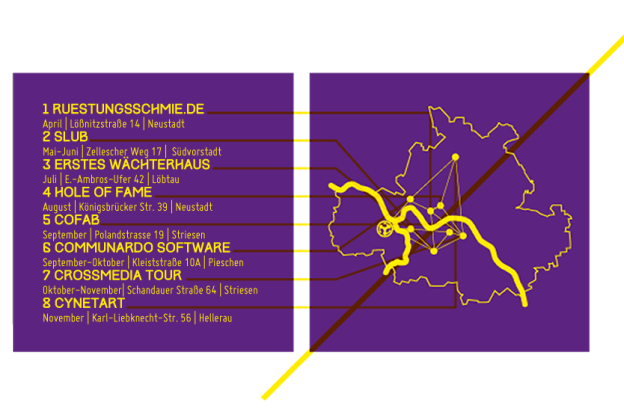 1 RUESTUNGSSCHMIE.DE
April | Lößnitzstraße 14 | Neustadt
2 SLUB
Mai-Juni | Zellescher Weg 17 | Südvorstadt
3 ERSTES WÄCHTERHAUS
Juli | E.-Ambros-Ufer 42 | Löbtau
4 HOLE OF FAME
August | Königsbrücker Str. 39 | Neustadt
5 COFAB
September | Polandstrasse 19 | Striesen
6 COMMUNARDO SOFTWARE
September-Oktober | Kleiststraße 10A | Pieschen
7 CROSSMEDIA TOUR
Oktober-November | Schandauer Straße 64 | Striesen
8 CYNETART
November | Karl-Liebknecht-Str. 56 | Hellerau